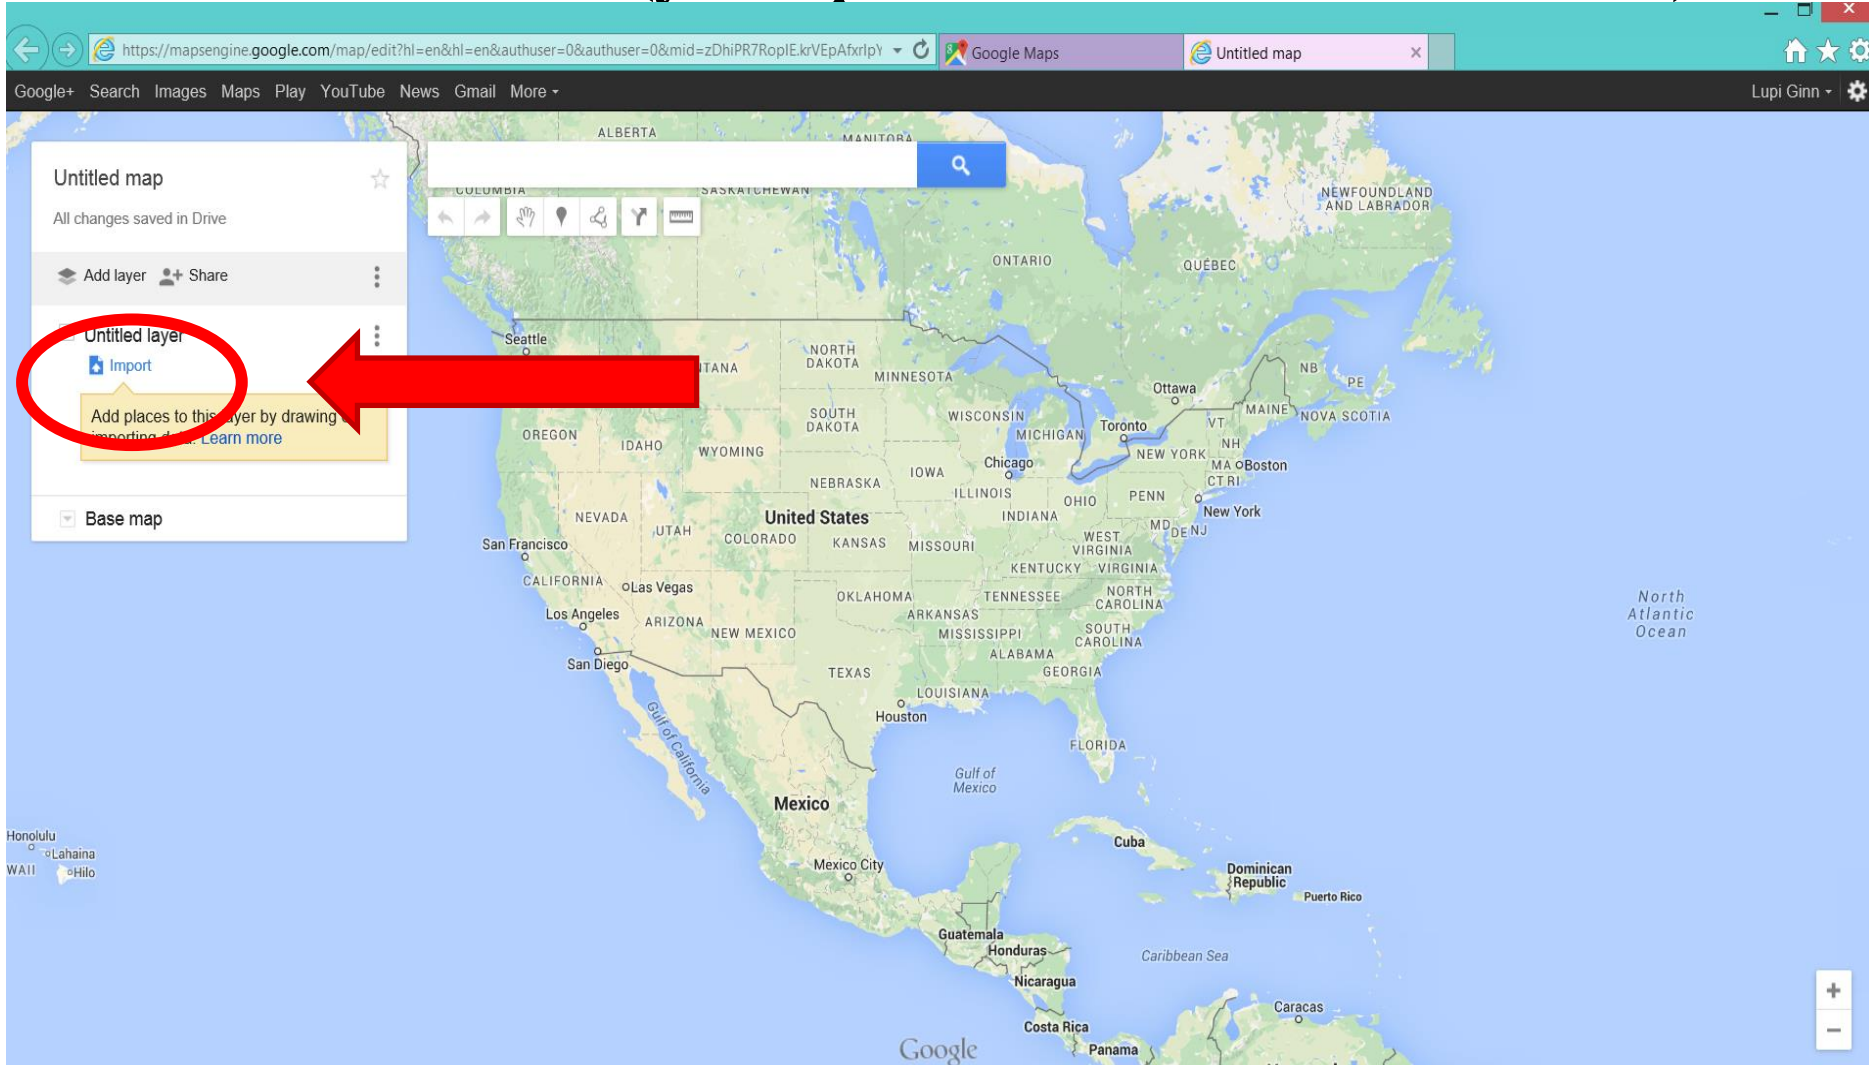 https://mapsengine.google.com/map/edit?hl=en&hl=en&authuser=0&authuser=0&mid=zDhiPR7RopIE.krVEpAfxrIpY
Google Maps
Untitled map
Google+ Search Images Maps Play YouTube News Gmail More
Lupi Ginn
Untitled map
All changes saved in Drive
Add layer Share
Untitled layer
Import
Add places to this layer by drawing
importing data. Learn more
Base map
ALBERTA
MANITOBA
COLUMBIA
SASKATCHEWAN
NEWFOUNDLAND
AND LABRADOR
ONTARIO
QUEBEC
Seattle
NTANA
NORTH
DAKOTA
MINNESOTA
Ottawa
NB
PE
SOUTH
DAKOTA
WISCONSIN
MICHIGAN
Toronto
VT
MAINE
NOVA SCOTIA
OREGON
IDAHO
WYOMING
NH
NEW YORK
MA
Boston
IOWA
Chicago
CT RI
NEBRASKA
ILLINOIS
OHIO
PENN
NEVADA
UTAH
United States
INDIANA
MD
DE NJ
New York
COLORADO
KANSAS
MISSOURI
WEST
VIRGINIA
San Francisco
KENTUCKY
VIRGINIA
CALIFORNIA
Las Vegas
OKLAHOMA
TENNESSEE
NORTH
CAROLINA
Los Angeles
ARIZONA
NEW MEXICO
ARKANSAS
MISSISSIPPI
SOUTH
CAROLINA
ALABAMA
San Diego
TEXAS
GEORGIA
LOUISIANA
Houston
North
Atlantic
Ocean
Gulf of California
FLORIDA
Gulf of
Mexico
Mexico
Honolulu
Lahaina
WAII
Hilo
Cuba
Mexico City
Dominican
Republic
Puerto Rico
Guatemala
Honduras
Caribbean Sea
Nicaragua
Caracas
Costa Rica
Panama
Google